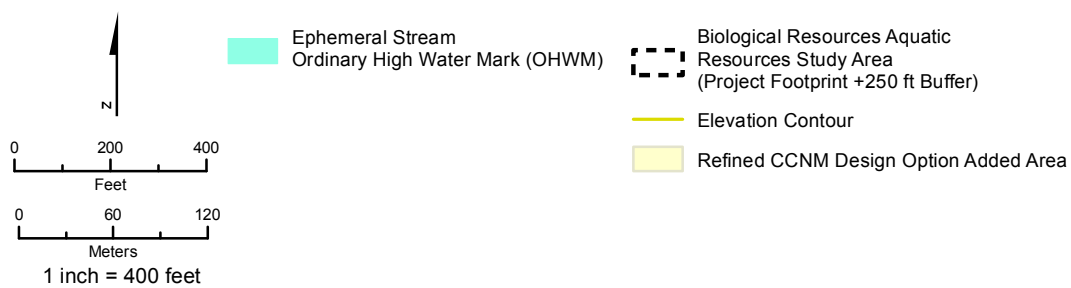 N
0 200 400
Feet
0 60 120
Meters
1 inch = 400 feet
Ephemeral Stream
Ordinary High Water Mark (OHWM)
Biological Resources Aquatic
Resources Study Area
(Project Footprint +250 ft Buffer)
Elevation Contour
Refined CCNM Design Option Added Area